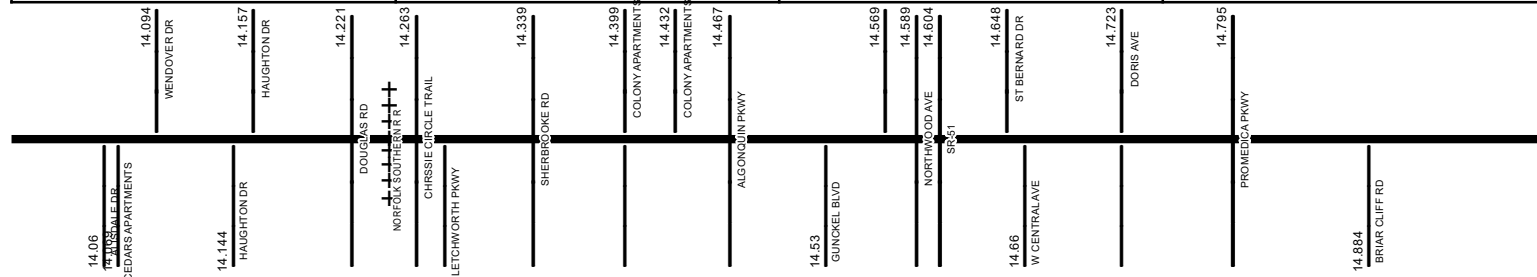 14.094
WENDOVER DR
14.157
HAUGHTON DR
14.221
DOUGLAS RD
NORFOLK SOUTHERN R R
14.263
CHRSSIE CIRCLE TRAIL
14.339
SHERBROOKE RD
14.399
COLONY APARTMENTS
14.432
COLONY APARTMENTS
14.467
ALGONQUIN PKWY
14.569
14.589
NORTHWOOD AVE
14.604
SR-51
14.648
ST BERNARD DR
14.723
DORIS AVE
14.795
PROMEDICA PKWY
14.06
14.069
CEDARS APARTMENTS
14.144
HAUGHTON DR
LETCHWORTH PKWY
14.53
GUNCKEL BLVD
14.66
W CENTRAL AVE
14.884
BRIAR CLIFF RD